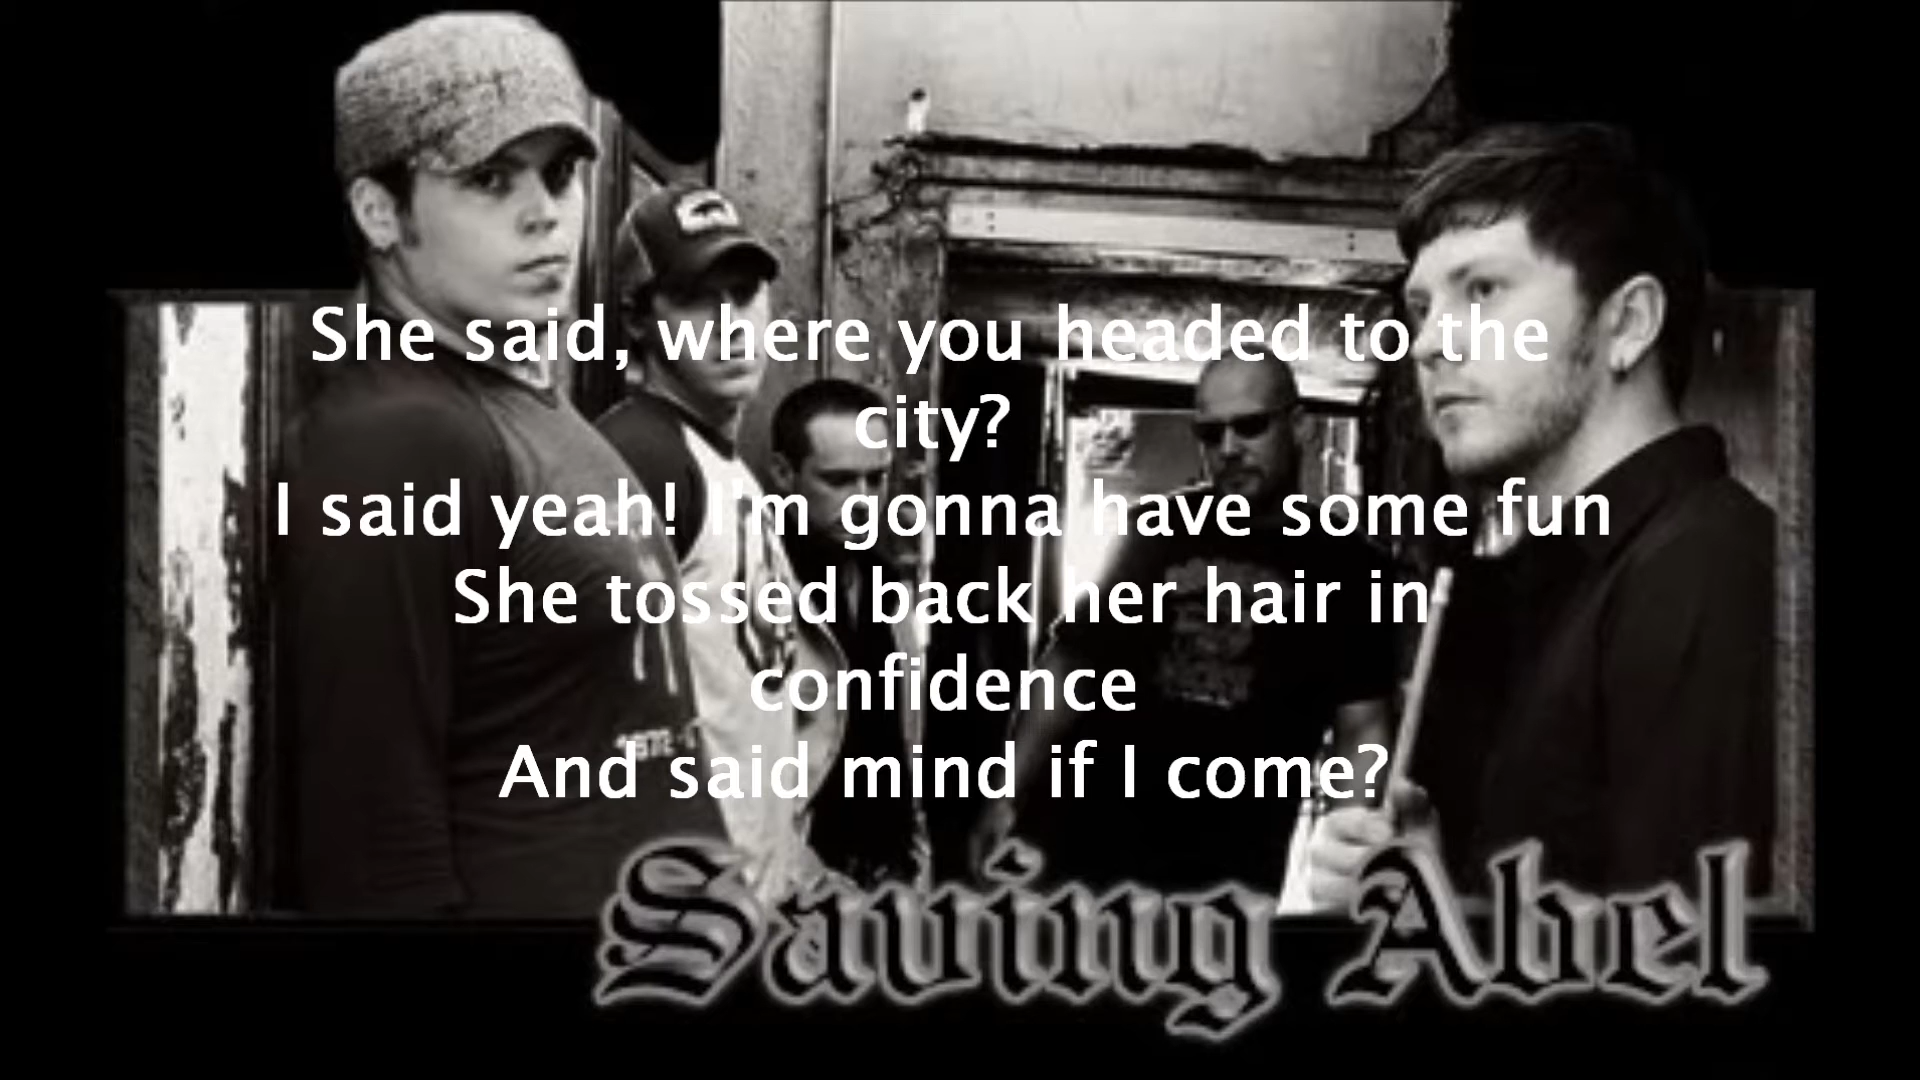 She said, where you headed to the
city?
I said yeah! I'm gonna have some fun
She tossed back her hair in
confidence
And said mind if I come?
Saving Abel